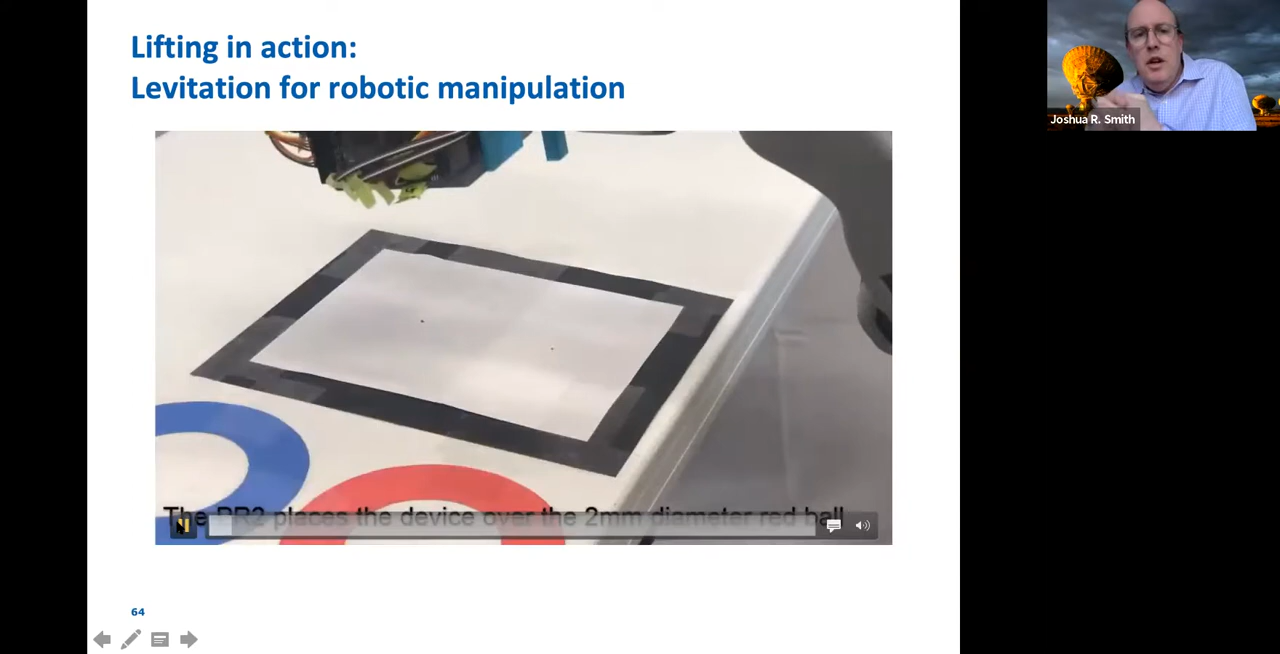 Lifting in action:
Levitation for robotic manipulation
Joshua R. Smith
The PR2 places the device over the 2mm diameter red ball
64